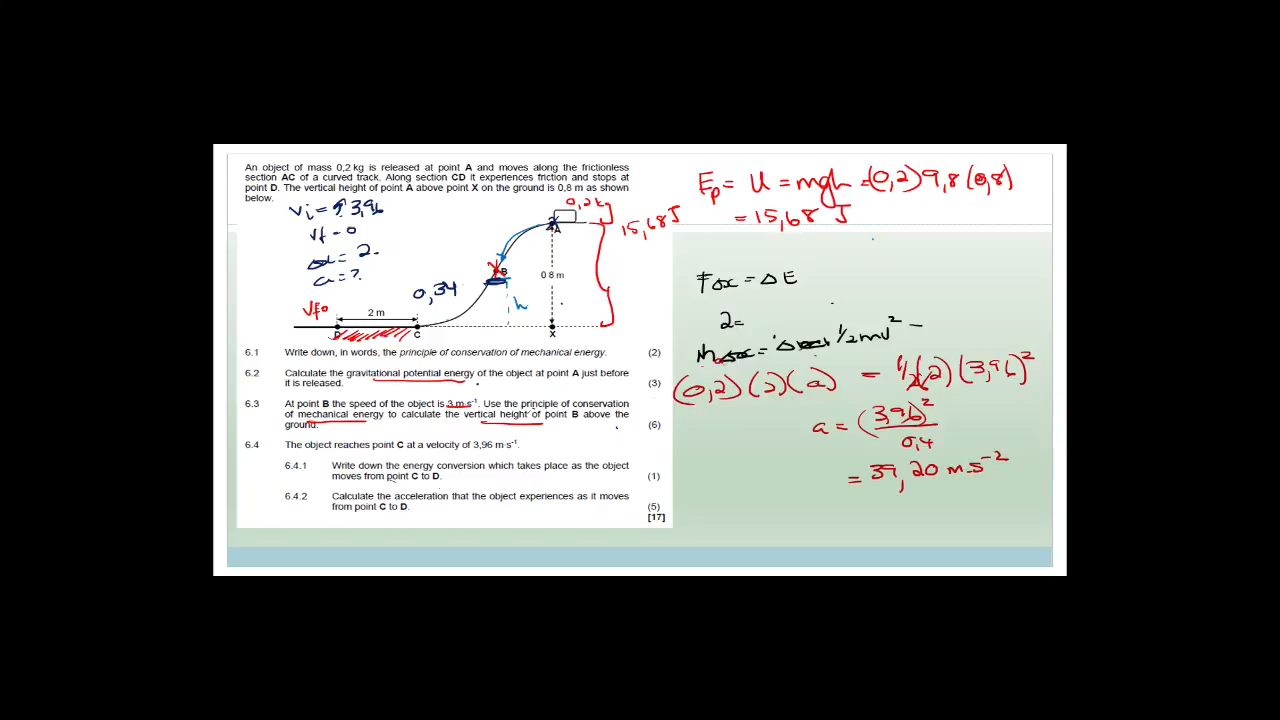 An object of mass 0,2 kg is released at point A and moves along the frictionless
section AC of a curved track. Along section CD it experiences friction and stops at
point D. The vertical height of point A above point X on the ground is 0,8 m as shown
below.
vi = 3,96
vf = 0
= 2
a = ?
0,2k
15,68J
A
B
0,8 m
0,34
h
vf=0
2 m
D
C
X
6.1 Write down, in words, the principle of conservation of mechanical energy. (2)
6.2 Calculate the gravitational potential energy of the object at point A just before
it is released. (3)
6.3 At point B the speed of the object is 3 m·s-1. Use the principle of conservation
of mechanical energy to calculate the vertical height of point B above the
ground. (6)
6.4 The object reaches point C at a velocity of 3,96 m·s-1.
6.4.1 Write down the energy conversion which takes place as the object
moves from point C to D. (1)
6.4.2 Calculate the acceleration that the object experiences as it moves
from point C to D. (5)
[17]
Ep = U = mgh = (0,2)9,8(0,8)
= 15,68 J
FΔx = ΔE
2=
= Δ 1/2mv² –
(0,2)(2)(a) = 1/2(2)(3,96)²
a = (3,96)²
0,4
= 39,20 m.s⁻²